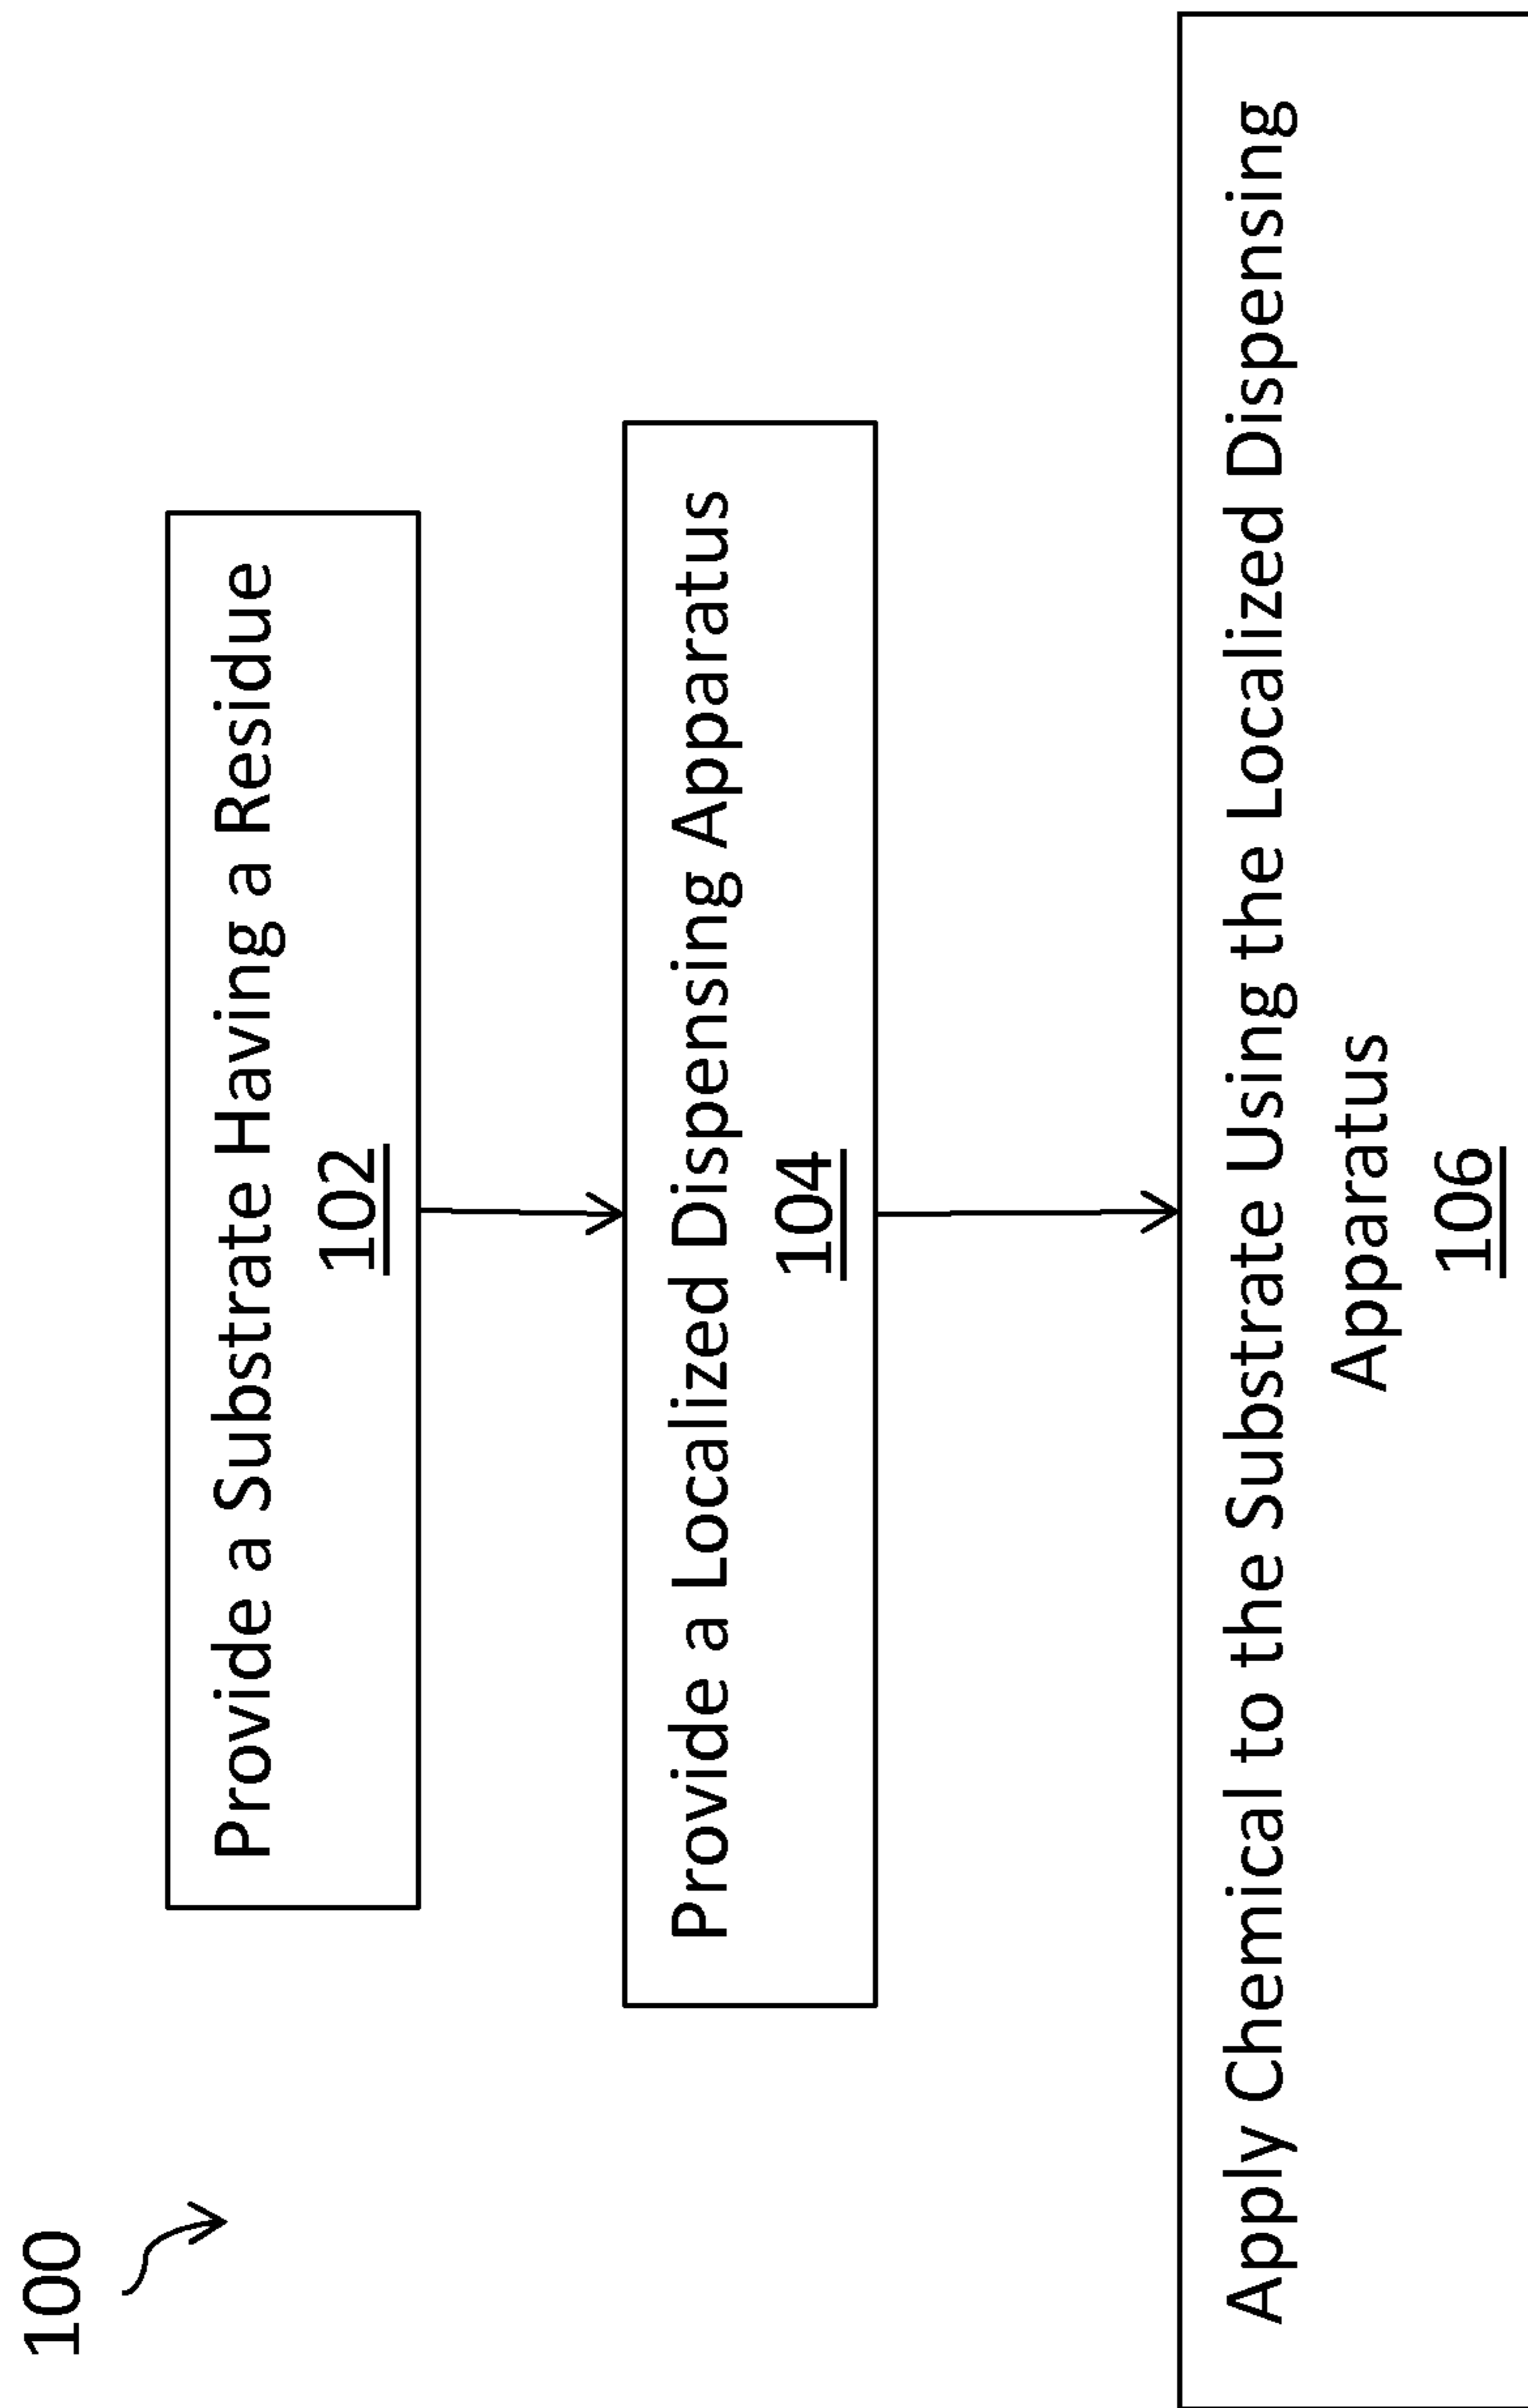 100
Provide a Substrate Having a Residue
102
Provide a Localized Dispensing Apparatus
104
Apply Chemical to the Substrate Using the Localized Dispensing
Apparatus
106